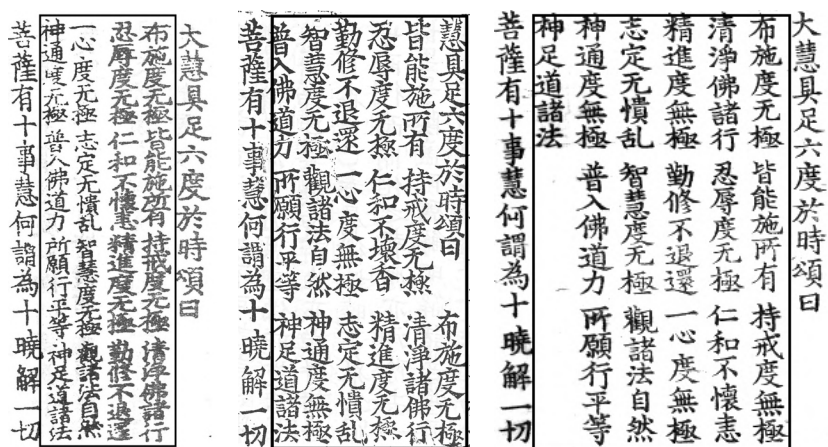 大慧具足六度於時頌曰
布施度无極 皆能施所有 持戒度無極
清淨佛諸行 忍辱度无極 仁和不懷恚
精進度無極 勤修不退還 一心度無極
志定无憒乱 智慧度无極 觀諸法自然
神通度無極 普入佛道力 所願行平等
神足道諸法
菩薩有十事慧何謂為十曉解一切
慧具足六度於時頌曰 布施度无極
皆能施所有 持戒度无極 清淨諸佛行
忍辱度无極 仁和不壞香 精進度无極
勤修不退還 一心度無極 志定无憒乱
智慧度无極 觀諸法自然 神通度無極
普入佛道力 所願行平等 神足道諸法
菩薩有十事慧何謂為十曉解一切
大慧具足六度於時頌曰
布施度无極 皆能施所有 持戒度无極 清淨佛諸行
忍辱度无極 仁和不懷恚 精進度无極 勤修不退還
一心度无極 志定无憒乱 智慧度无極 觀諸法自然
神通度无極 普入佛道力 所願行平等 神足道諸法
菩薩有十事慧何謂為十曉解一切